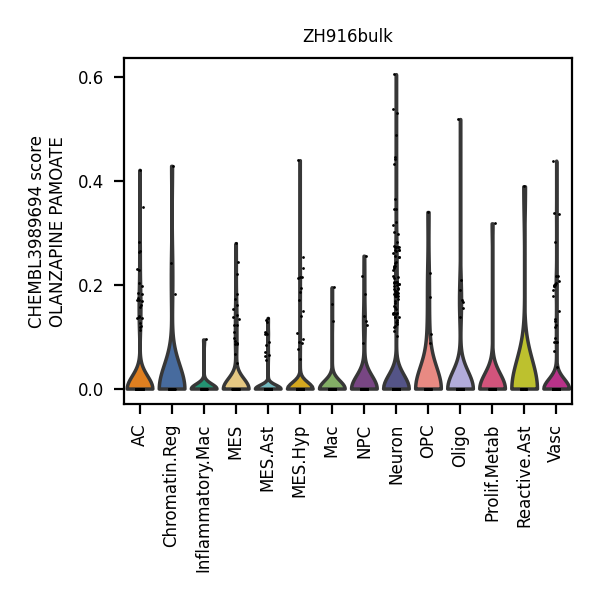 ZH916bulk
CHEMBL3989694 score
OLANZAPINE PAMOATE
0.6
0.4
0.2
0.0
AC
Chromatin.Reg
Inflammatory.Mac
MES
MES.Ast
MES.Hyp
Mac
NPC
Neuron
OPC
Oligo
Prolif.Metab
Reactive.Ast
Vasc